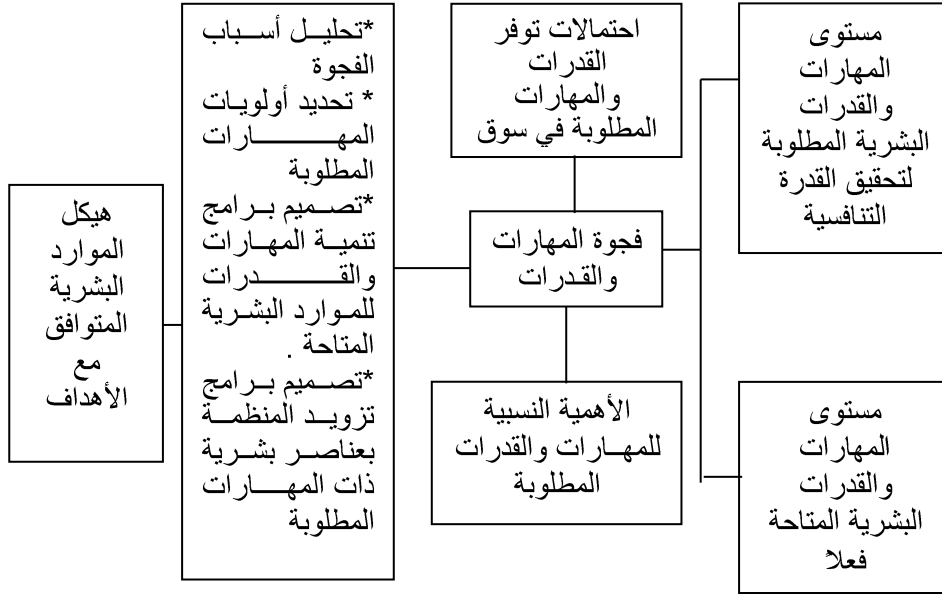 مستوى
المهارات
والقدرات
البشرية المطلوبة
لتحقيق القدرة
التنافسية
مستوى
المهارات
والقدرات
البشرية المتاحة
فعلاً
احتمالات توفر
القدرات
والمهارات
المطلوبة في سوق
فجوة المهارات
والقدرات
الأهمية النسبية
للمهارات والقدرات
المطلوبة
*تحليل أسباب
الفجوة
* تحديد أولويات
المهارات
المطلوبة
*تصميم برامج
تنمية المهارات
والقدرات
للموارد البشرية
المتاحة .
*تصميم برامج
تزويد المنظمة
بعناصر بشرية
ذات المهارات
المطلوبة
هيكل
الموارد
البشرية
المتوافق
مع
الأهداف